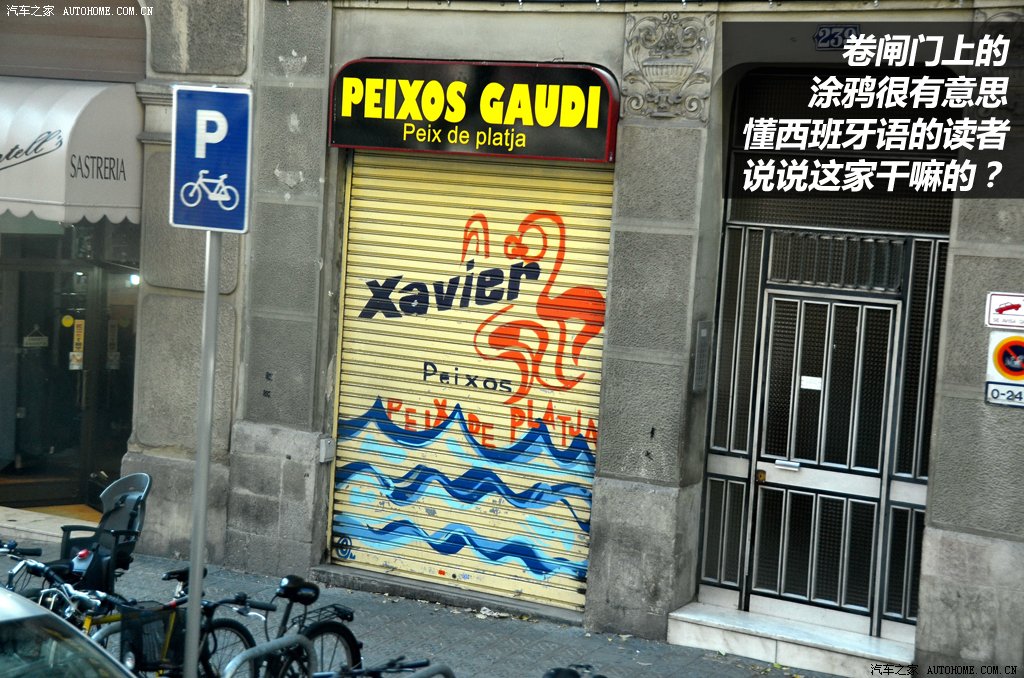 汽车之家 AUTOHOME.COM.CN
卷闸门上的
涂鸦很有意思
懂西班牙语的读者
说说这家干嘛的？
239
PEIXOS GAUDI
Peix de platja
P
SASTRERIA
xavier
Peixos
PEIX DE PLATJA
0-24
汽车之家 AUTOHOME.COM.CN